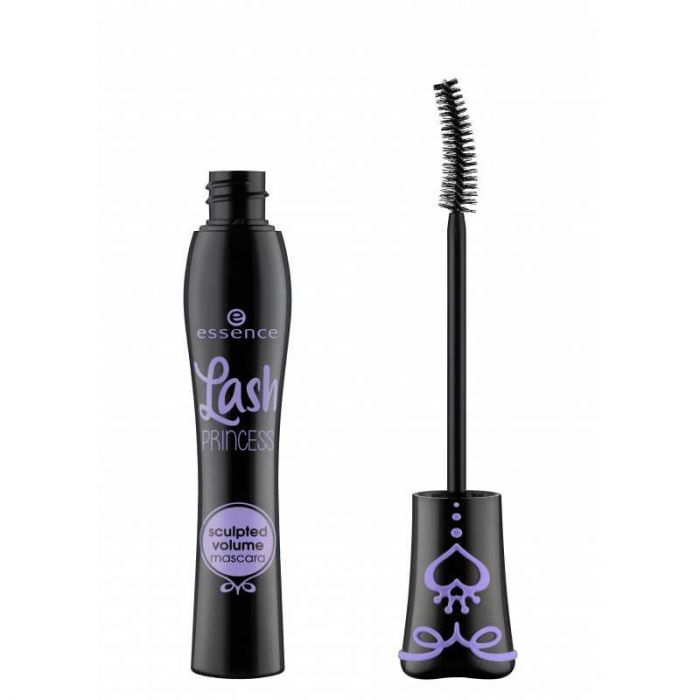 e
essence
Lash
PRINCESS
sculpted
volume
mascara